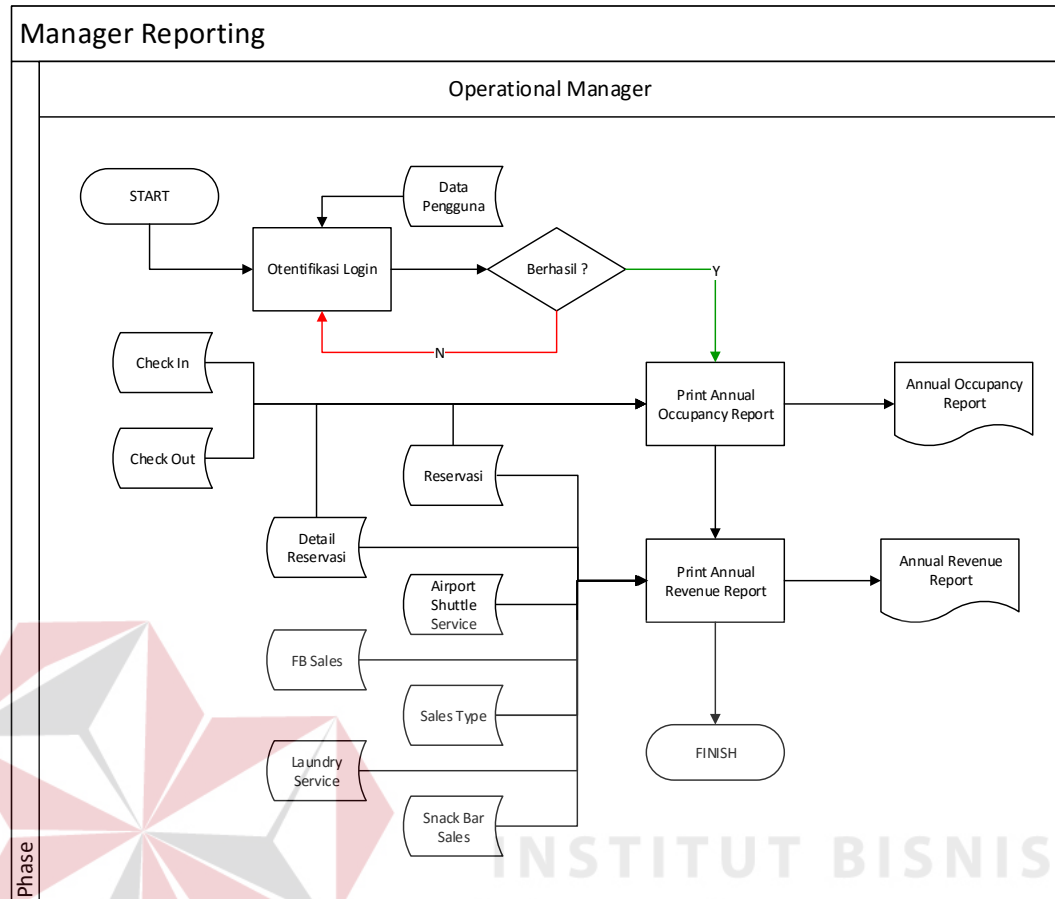 Manager Reporting
Operational Manager
START
Data
Pengguna
Otentifikasi Login
Berhasil ?
Y
N
Check In
Print Annual
Occupancy Report
Annual Occupancy
Report
Check Out
Reservasi
Detail
Reservasi
Print Annual
Revenue Report
Annual Revenue
Report
Airport
Shuttle
Service
FB Sales
Sales Type
FINISH
Laundry
Service
Snack Bar
Sales
Phase
INSTITUT BISNIS